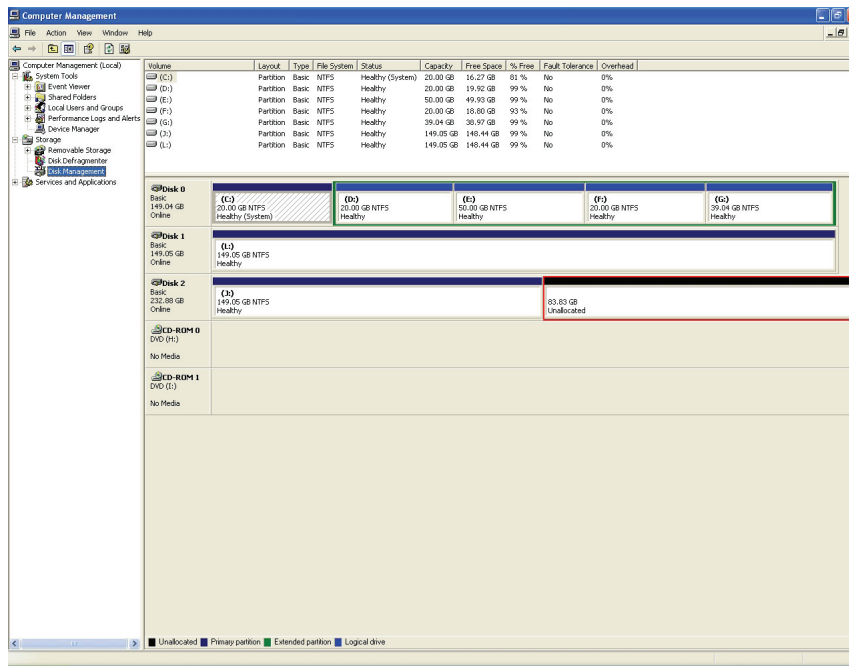 Computer Management
File Action View Window Help
Computer Management (Local)
System Tools
Event Viewer
Shared Folders
Local Users and Groups
Performance Logs and Alerts
Device Manager
Storage
Removable Storage
Disk Defragmenter
Disk Management
Services and Applications
Volume Layout Type File System Status Capacity Free Space % Free Fault Tolerance Overhead
(C:) Partition Basic NTFS Healthy (System) 20.00 GB 16.27 GB 81 % No 0%
(D:) Partition Basic NTFS Healthy 20.00 GB 19.92 GB 99 % No 0%
(E:) Partition Basic NTFS Healthy 50.00 GB 49.93 GB 99 % No 0%
(F:) Partition Basic NTFS Healthy 20.00 GB 18.80 GB 93 % No 0%
(G:) Partition Basic NTFS Healthy 39.04 GB 38.97 GB 99 % No 0%
(J:) Partition Basic NTFS Healthy 149.05 GB 148.44 GB 99 % No 0%
(L:) Partition Basic NTFS Healthy 149.05 GB 148.44 GB 99 % No 0%
Disk 0
Basic
149.04 GB
Online
(C:)
20.00 GB NTFS
Healthy (System)
(D:)
20.00 GB NTFS
Healthy
(E:)
50.00 GB NTFS
Healthy
(F:)
20.00 GB NTFS
Healthy
(G:)
39.04 GB NTFS
Healthy
Disk 1
Basic
149.05 GB
Online
(L:)
149.05 GB NTFS
Healthy
Disk 2
Basic
232.88 GB
Online
(J:)
149.05 GB NTFS
Healthy
83.83 GB
Unallocated
CD-ROM 0
DVD (H:)
No Media
CD-ROM 1
DVD (I:)
No Media
Unallocated Primary partition Extended partition Logical drive